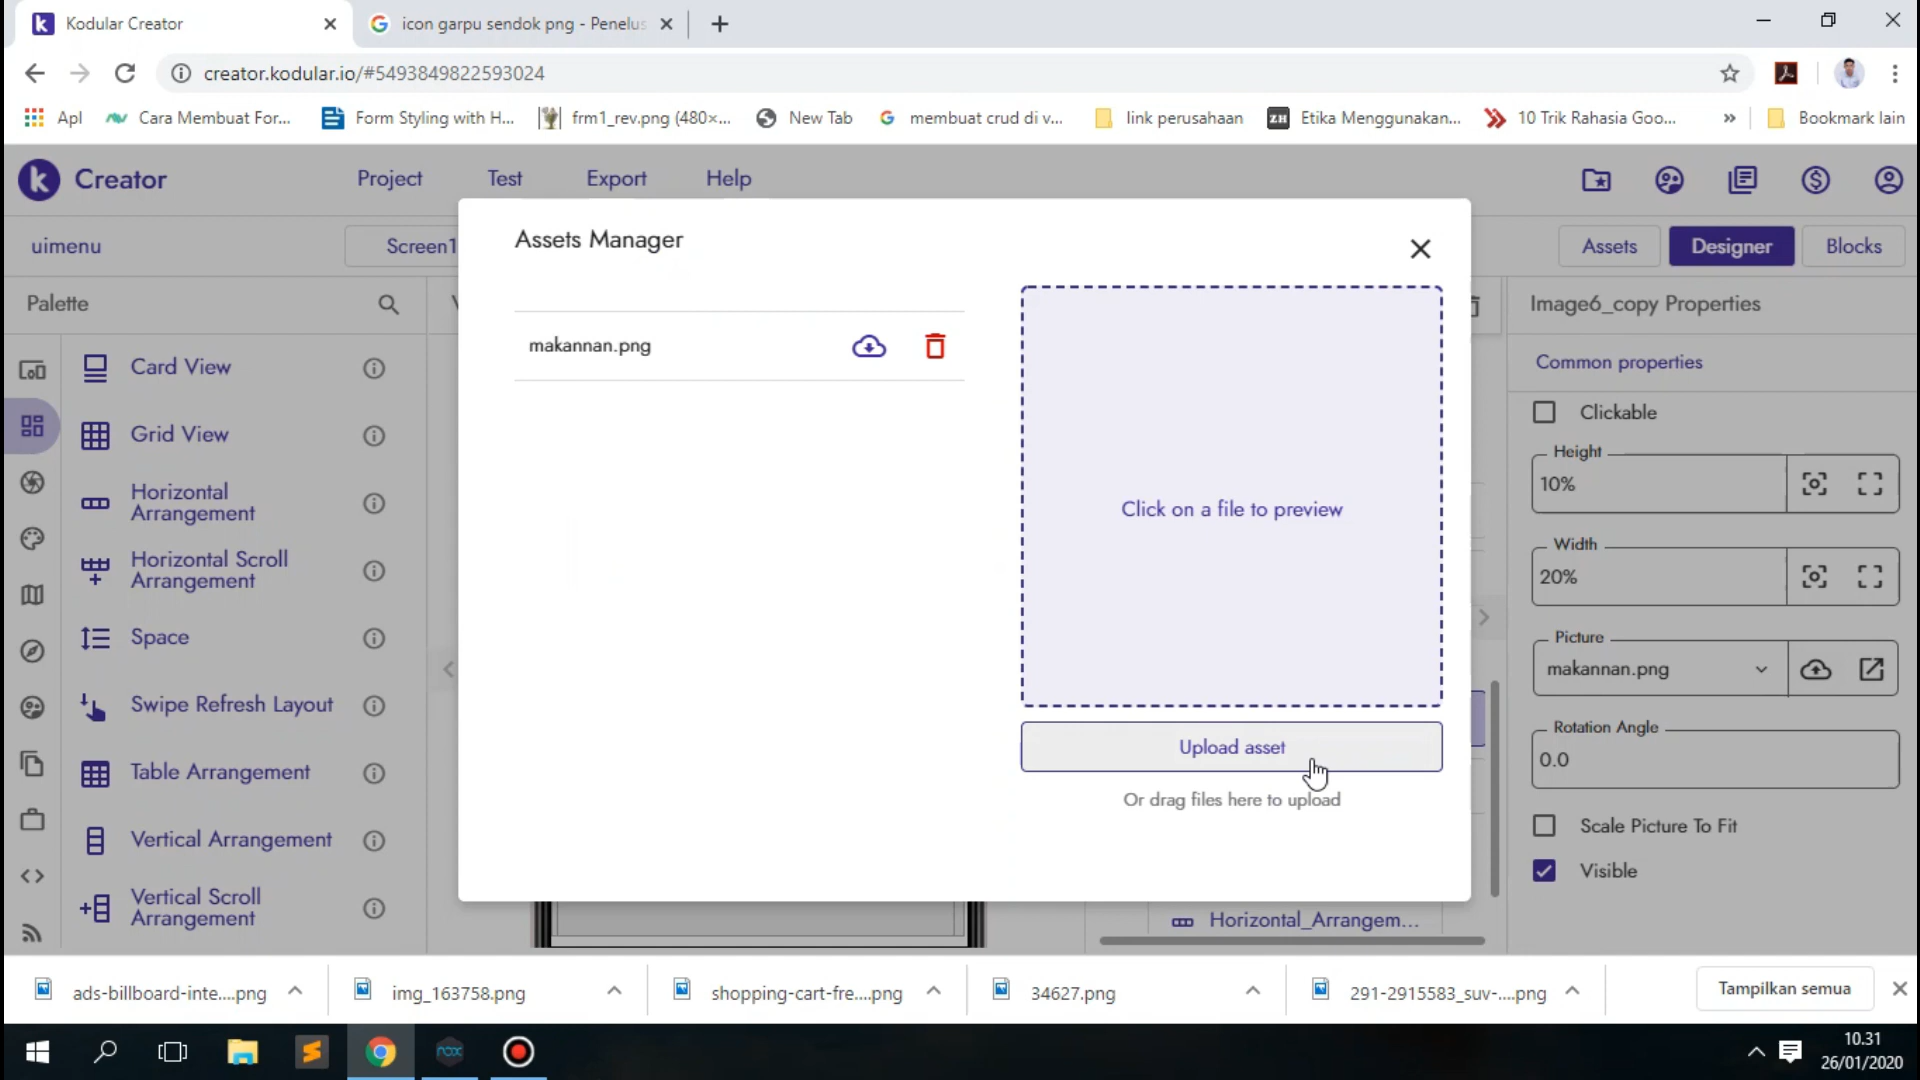 Kodular Creator
icon garpu sendok png - Penelus
creator.kodular.io/#5493849822593024
Apl
Cara Membuat For...
Form Styling with H...
frm1_rev.png (480×...
New Tab
membuat crud di v...
link perusahaan
ZH
Etika Menggunakan...
10 Trik Rahasia Goo...
»
Bookmark lain
k Creator
Project
Test
Export
Help
uimenu
Screen1
Assets
Designer
Blocks
Palette
Image6_copy Properties
Assets Manager
makannan.png
Click on a file to preview
Upload asset
Or drag files here to upload
Card View
Grid View
Horizontal
Arrangement
Horizontal Scroll
Arrangement
Space
Swipe Refresh Layout
Table Arrangement
Vertical Arrangement
Vertical Scroll
Arrangement
Horizontal_Arrangem...
Common properties
Clickable
Height
10%
Width
20%
Picture
makannan.png
Rotation Angle
0.0
Scale Picture To Fit
Visible
ads-billboard-inte....png
img_163758.png
shopping-cart-fre....png
34627.png
291-2915583_suv-....png
Tampilkan semua
nox
10.31
26/01/2020